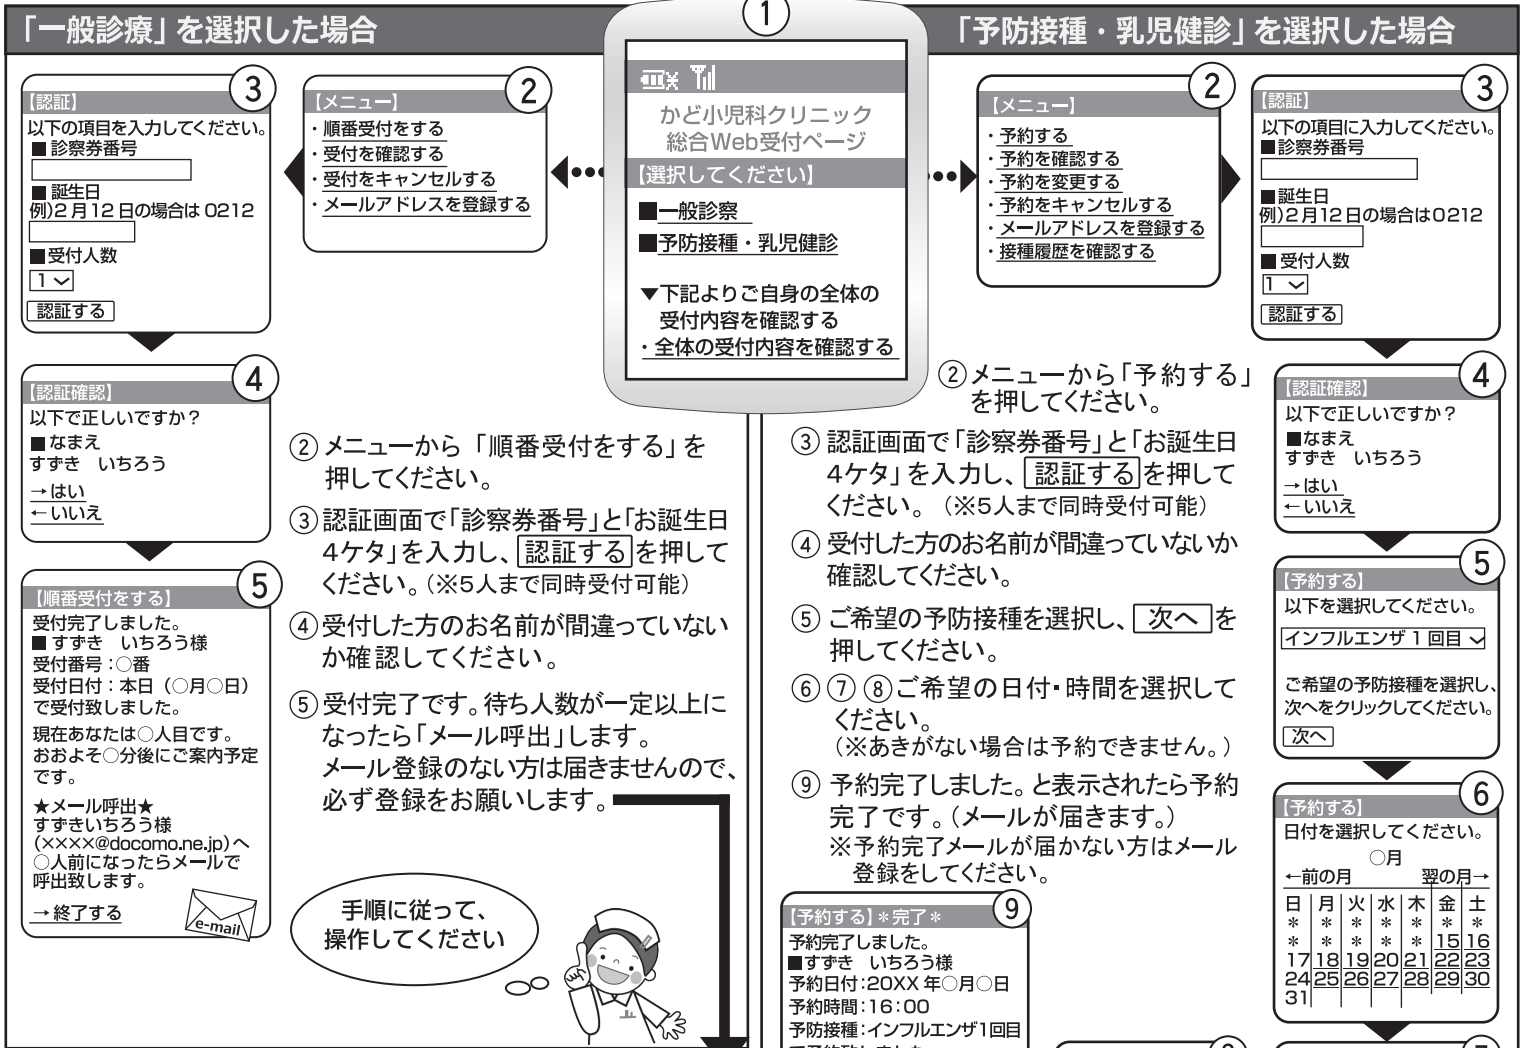 「一般診療」を選択した場合
①
「予防接種・乳児健診」を選択した場合
かど小児科クリニック
総合Web受付ページ
【選択してください】
■一般診察
■予防接種・乳児健診
▼下記よりご自身の全体の
受付内容を確認する
・全体の受付内容を確認する
②
【メニュー】
・順番受付をする
・受付を確認する
・受付をキャンセルする
・メールアドレスを登録する
③
【認証】
以下の項目を入力してください。
■診察券番号
■誕生日
例)2月12日の場合は 0212
■受付人数
1
認証する
④
【認証確認】
以下で正しいですか?
■なまえ
すずき いちろう
→はい
←いいえ
⑤
【順番受付をする】
受付完了しました。
■すずき いちろう様
受付番号:○番
受付日付:本日(○月○日)
で受付致しました。
現在あなたは○人目です。
おおよそ○分後にご案内予定
です。
★メール呼出★
すずきいちろう様
(××××@docomo.ne.jp)へ
○人前になったらメールで
呼出致します。
→終了する
e-mail
②メニューから「順番受付をする」を
押してください。
③認証画面で「診察券番号」と「お誕生日
4ケタ」を入力し、認証するを押して
ください。(※5人まで同時受付可能)
④受付した方のお名前が間違っていない
か確認してください。
⑤受付完了です。待ち人数が一定以上に
なったら「メール呼出」します。
メール登録のない方は届きませんので、
必ず登録をお願いします。
手順に従って、
操作してください
②
【メニュー】
・予約する
・予約を確認する
・予約を変更する
・予約をキャンセルする
・メールアドレスを登録する
・接種履歴を確認する
③
【認証】
以下の項目に入力してください。
■診察券番号
■誕生日
例)2月12日の場合は0212
■受付人数
1
認証する
②メニューから「予約する」
を押してください。
③認証画面で「診察券番号」と「お誕生日
4ケタ」を入力し、認証するを押して
ください。(※5人まで同時受付可能)
④受付した方のお名前が間違っていないか
確認してください。
⑤ご希望の予防接種を選択し、次へを
押してください。
⑥⑦⑧ご希望の日付・時間を選択して
ください。
(※あきがない場合は予約できません。)
⑨予約完了しました。と表示されたら予約
完了です。(メールが届きます。)
※予約完了メールが届かない方はメール
登録をしてください。
④
【認証確認】
以下で正しいですか?
■なまえ
すずき いちろう
→はい
←いいえ
⑤
【予約する】
以下を選択してください。
インフルエンザ1回目
ご希望の予防接種を選択し、
次へをクリックしてください。
次へ
⑥
【予約する】
日付を選択してください。
○月
←前の月 翌の月→
日 月 火 水 木 金 土
* * * * * * *
* * * * * 15 16
17 18 19 20 21 22 23
24 25 26 27 28 29 30
31
⑨
【予約する】*完了*
予約完了しました。
■すずき いちろう様
予約日付:20XX年○月○日
予約時間:16:00
予防接種:インフルエンザ1回目